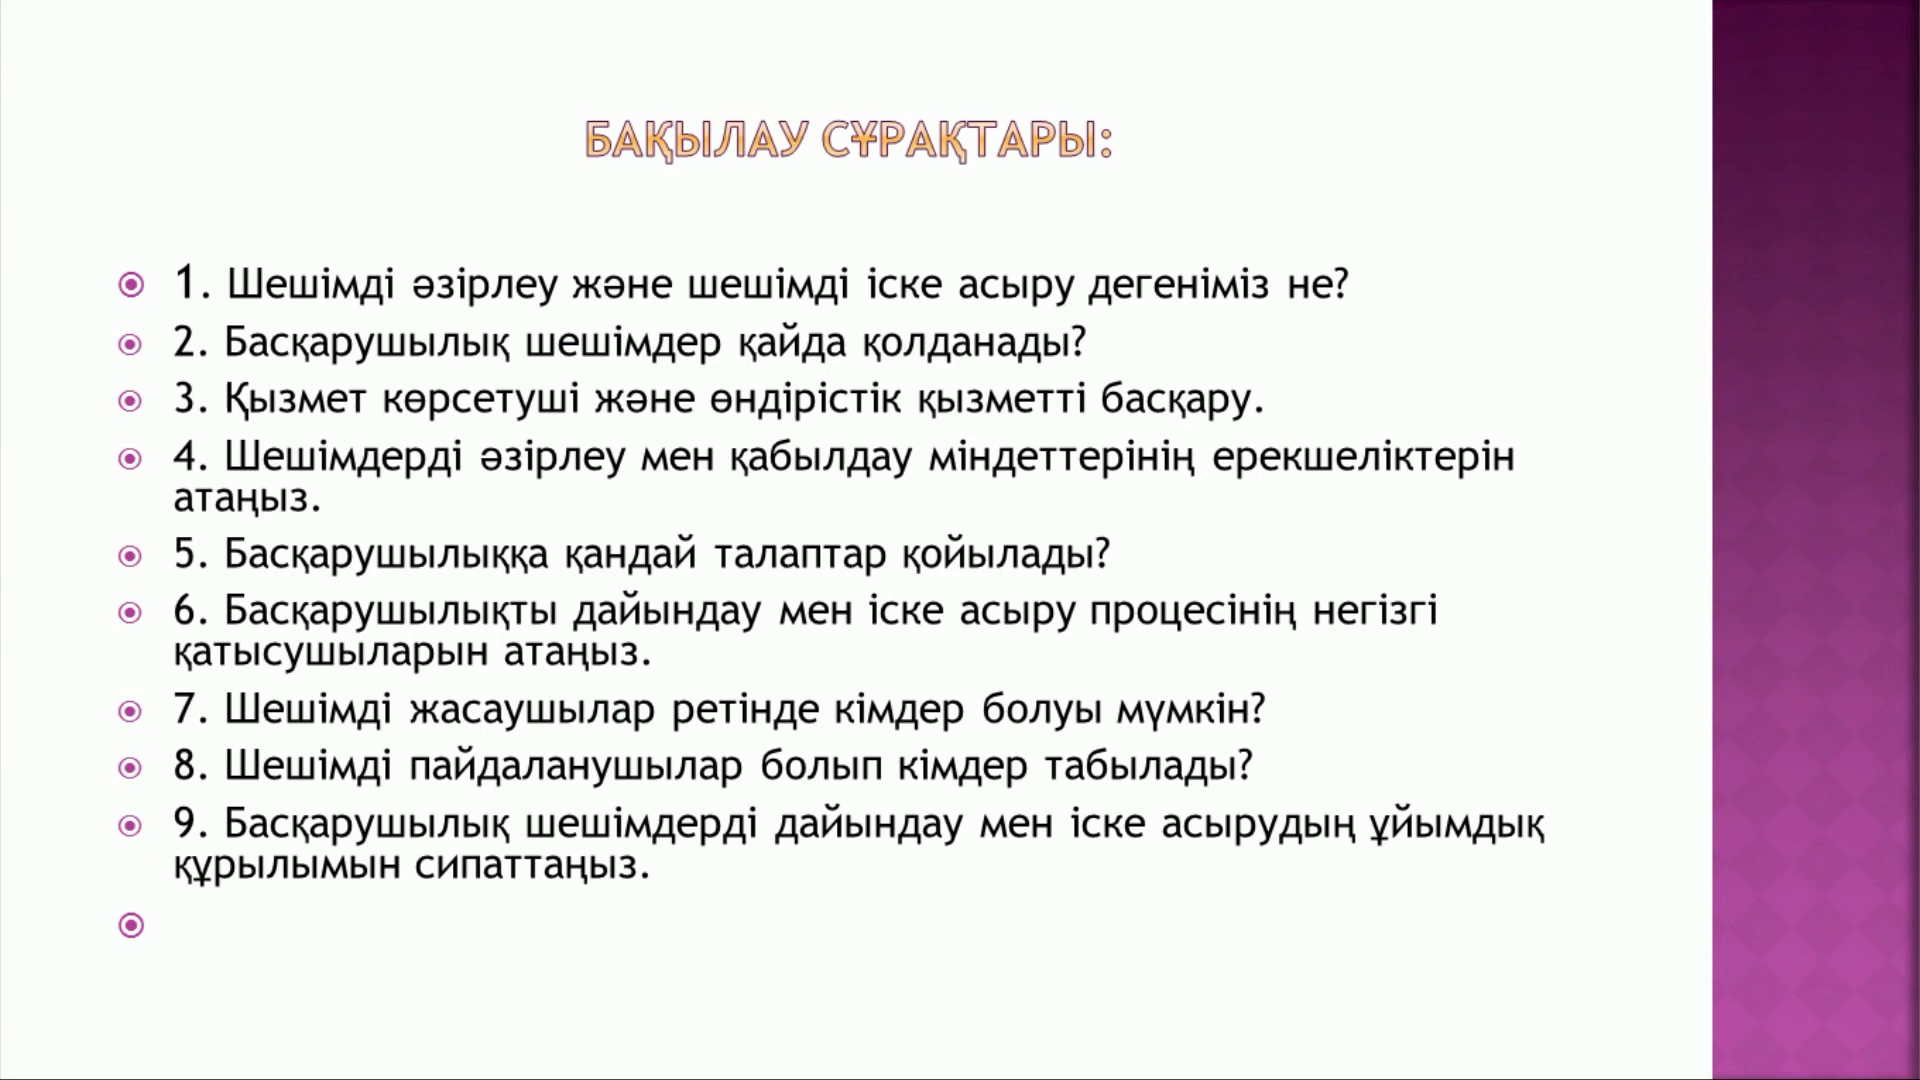 БАҚЫЛАУ СҰРАҚТАРЫ:
1. Шешімді әзірлеу және шешімді іске асыру дегеніміз не?
2. Басқарушылық шешімдер қайда қолданады?
3. Қызмет көрсетуші және өндірістік қызметті басқару.
4. Шешімдерді әзірлеу мен қабылдау міндеттерінің ерекшеліктерін
атаңыз.
5. Басқарушылыққа қандай талаптар қойылады?
6. Басқарушылықты дайындау мен іске асыру процесінің негізгі
қатысушыларын атаңыз.
7. Шешімді жасаушылар ретінде кімдер болуы мүмкін?
8. Шешімді пайдаланушылар болып кімдер табылады?
9. Басқарушылық шешімдерді дайындау мен іске асырудың ұйымдық
құрылымын сипаттаңыз.